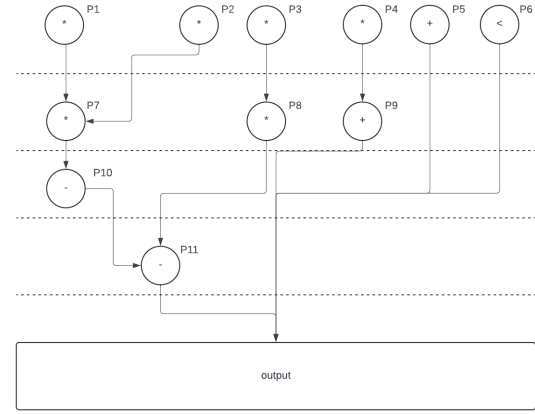 P1
P2
P3
P4
P5
P6
*
*
*
*
+
<
P7
P8
P9
*
*
+
P10
-
P11
-
output